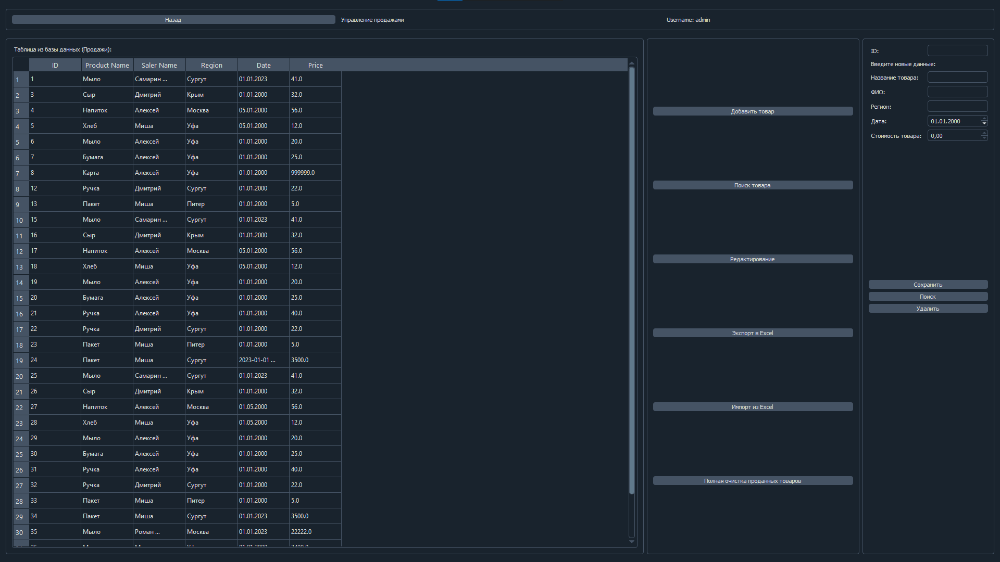 Назад Управление продажами Username: admin
Таблица из базы данных (Продажи):
ID Product Name Saler Name Region Date Price
1 1 Мыло Самарин ... Сургут 01.01.2023 41.0
2 3 Сыр Дмитрий Крым 01.01.2000 32.0
3 4 Напиток Алексей Москва 05.01.2000 56.0
4 5 Хлеб Миша Уфа 05.01.2000 12.0
5 6 Мыло Алексей Уфа 01.01.2000 20.0
6 7 Бумага Алексей Уфа 01.01.2000 25.0
7 8 Карта Алексей Уфа 01.01.2000 999999.0
8 12 Ручка Дмитрий Сургут 01.01.2000 22.0
9 13 Пакет Миша Питер 01.01.2000 5.0
10 15 Мыло Самарин ... Сургут 01.01.2023 41.0
11 16 Сыр Дмитрий Крым 01.01.2000 32.0
12 17 Напиток Алексей Москва 05.01.2000 56.0
13 18 Хлеб Миша Уфа 05.01.2000 12.0
14 19 Мыло Алексей Уфа 01.01.2000 20.0
15 20 Бумага Алексей Уфа 01.01.2000 25.0
16 21 Ручка Алексей Уфа 01.01.2000 40.0
17 22 Ручка Дмитрий Сургут 01.01.2000 22.0
18 23 Пакет Миша Питер 01.01.2000 5.0
19 24 Пакет Миша Сургут 2023-01-01 ... 3500.0
20 25 Мыло Самарин ... Сургут 01.01.2023 41.0
21 26 Сыр Дмитрий Крым 01.01.2000 32.0
22 27 Напиток Алексей Москва 01.05.2000 56.0
23 28 Хлеб Миша Уфа 01.05.2000 12.0
24 29 Мыло Алексей Уфа 01.01.2000 20.0
25 30 Бумага Алексей Уфа 01.01.2000 25.0
26 31 Ручка Алексей Уфа 01.01.2000 40.0
27 32 Ручка Дмитрий Сургут 01.01.2000 22.0
28 33 Пакет Миша Питер 01.01.2000 5.0
29 34 Пакет Миша Сургут 01.01.2023 3500.0
30 35 Мыло Роман ... Москва 01.01.2023 22222.0
Добавить товар
Поиск товара
Редактирование
Экспорт в Excel
Импорт из Excel
Полная очистка проданных товаров
ID:
Введите новые данные:
Название товара:
ФИО:
Регион:
Дата: 01.01.2000
Стоимость товара: 0,00
Сохранить
Поиск
Удалить